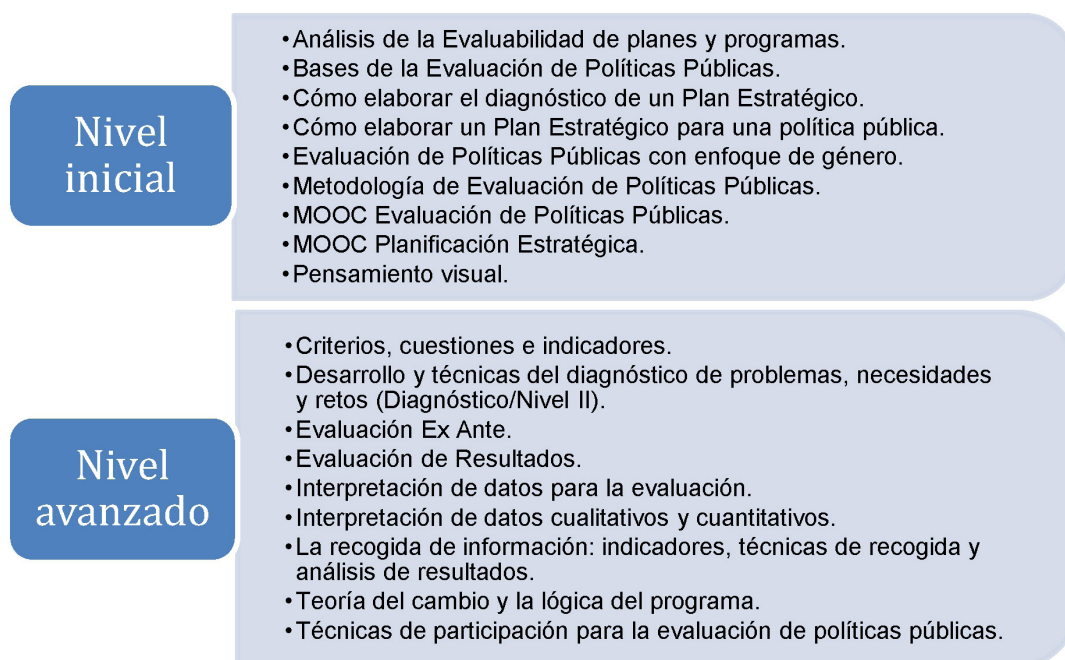 Nivel
inicial
•Análisis de la Evaluabilidad de planes y programas.
•Bases de la Evaluación de Políticas Públicas.
•Cómo elaborar el diagnóstico de un Plan Estratégico.
•Cómo elaborar un Plan Estratégico para una política pública.
•Evaluación de Políticas Públicas con enfoque de género.
•Metodología de Evaluación de Políticas Públicas.
•MOOC Evaluación de Políticas Públicas.
•MOOC Planificación Estratégica.
•Pensamiento visual.
Nivel
avanzado
•Criterios, cuestiones e indicadores.
•Desarrollo y técnicas del diagnóstico de problemas, necesidades
y retos (Diagnóstico/Nivel II).
•Evaluación Ex Ante.
•Evaluación de Resultados.
•Interpretación de datos para la evaluación.
•Interpretación de datos cualitativos y cuantitativos.
•La recogida de información: indicadores, técnicas de recogida y
análisis de resultados.
•Teoría del cambio y la lógica del programa.
•Técnicas de participación para la evaluación de políticas públicas.